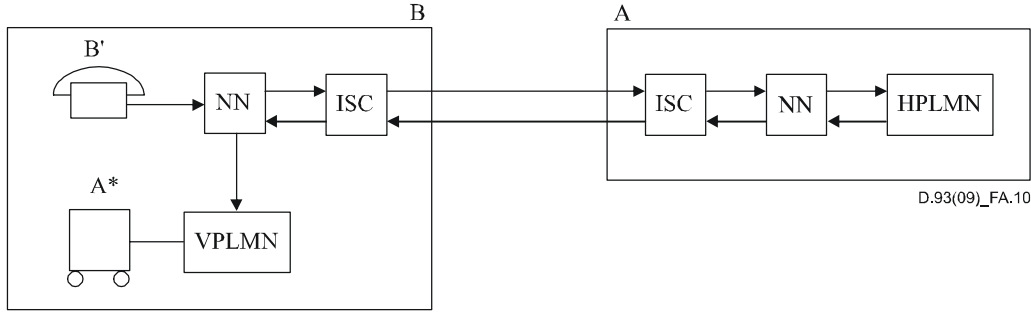 B
A
B'
NN
ISC
ISC
NN
HPLMN
A*
VPLMN
D.93(09)_FA.10